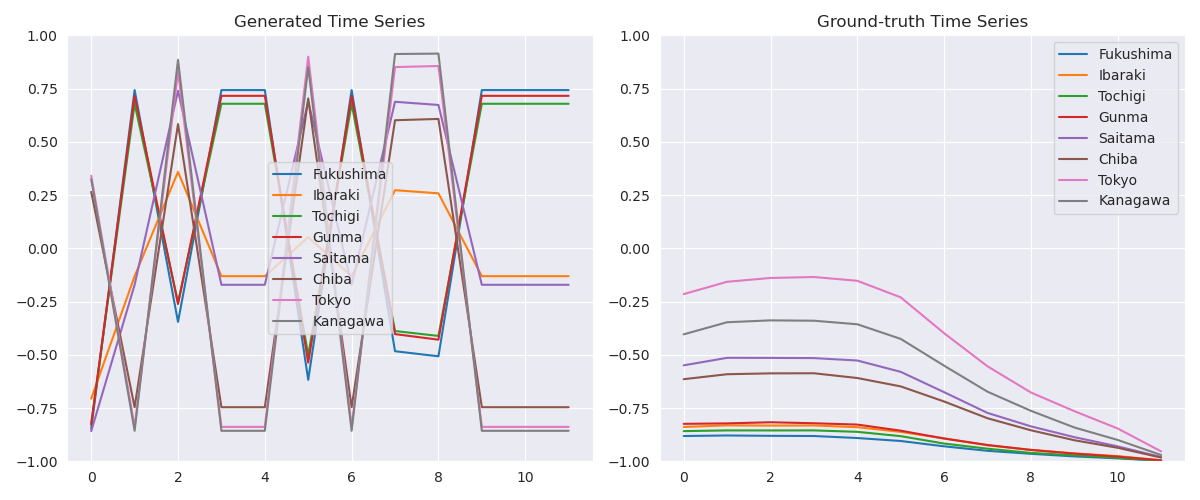 Generated Time Series
1.00
0.75
0.50
0.25
0.00
−0.25
−0.50
−0.75
−1.00
0 2 4 6 8 10
Fukushima
Ibaraki
Tochigi
Gunma
Saitama
Chiba
Tokyo
Kanagawa
Ground-truth Time Series
1.00
0.75
0.50
0.25
0.00
−0.25
−0.50
−0.75
−1.00
0 2 4 6 8 10
Fukushima
Ibaraki
Tochigi
Gunma
Saitama
Chiba
Tokyo
Kanagawa